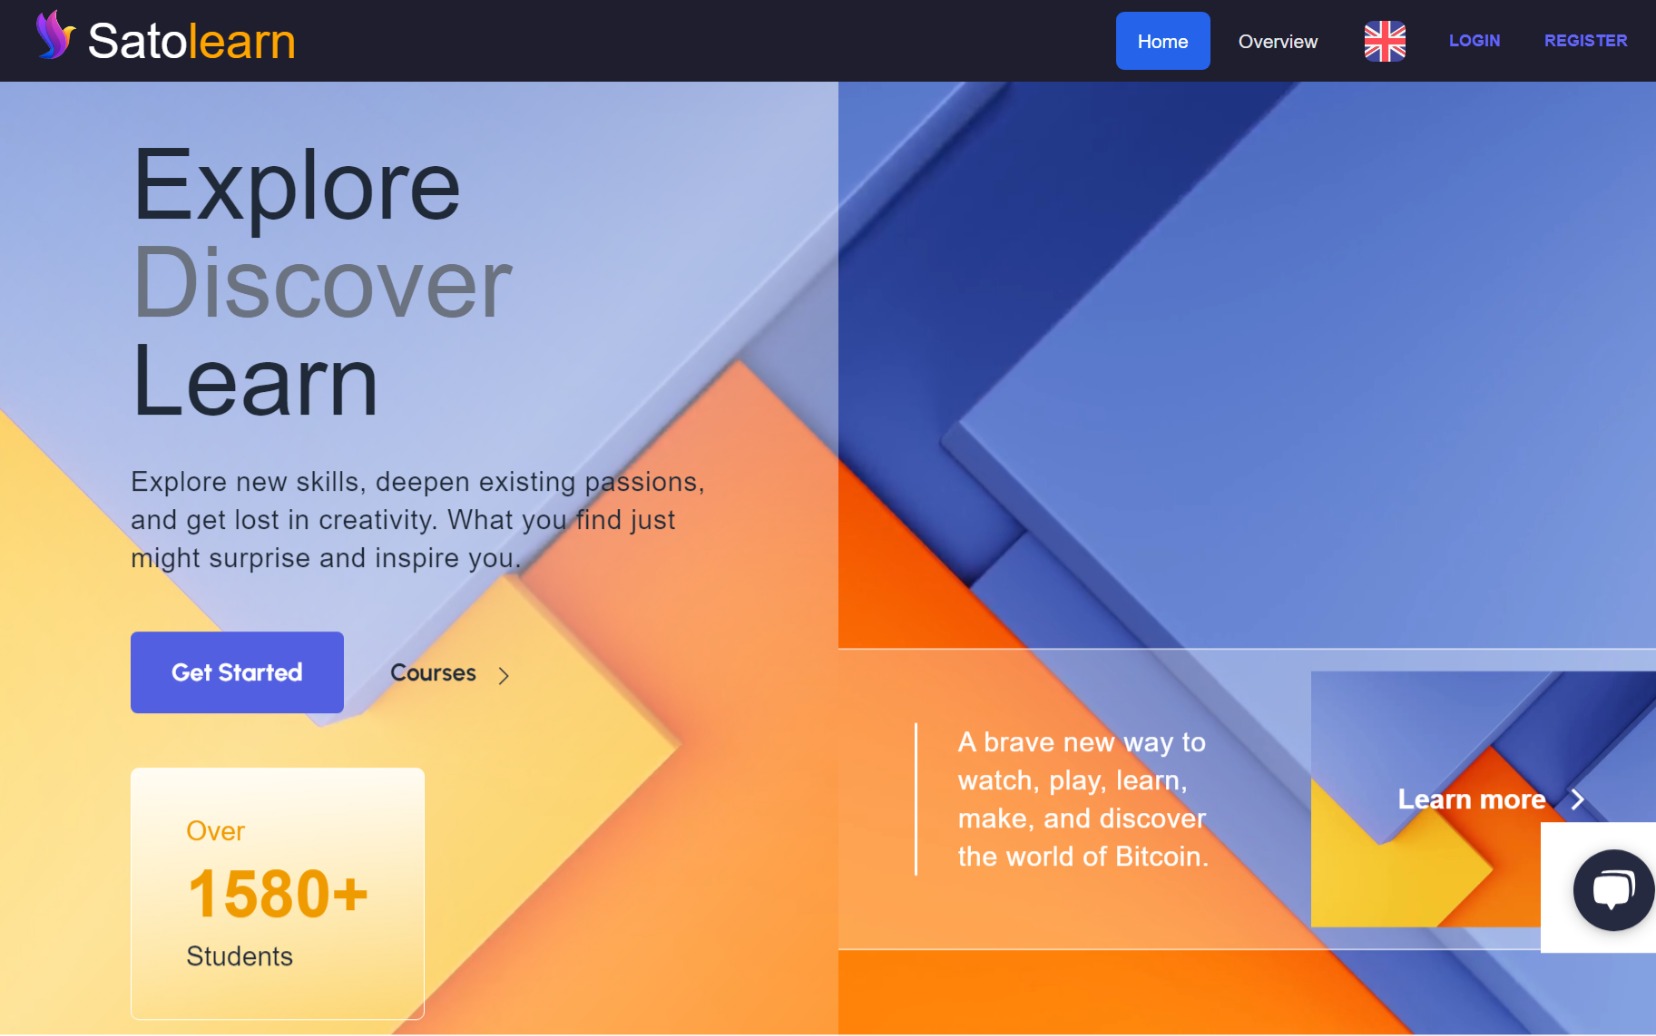 Satolearn
Home
Overview
LOGIN
REGISTER
Explore
Discover
Learn
Explore new skills, deepen existing passions,
and get lost in creativity. What you find just
might surprise and inspire you.
Get Started
Courses
Over
1580+
Students
A brave new way to
watch, play, learn,
make, and discover
the world of Bitcoin.
Learn more